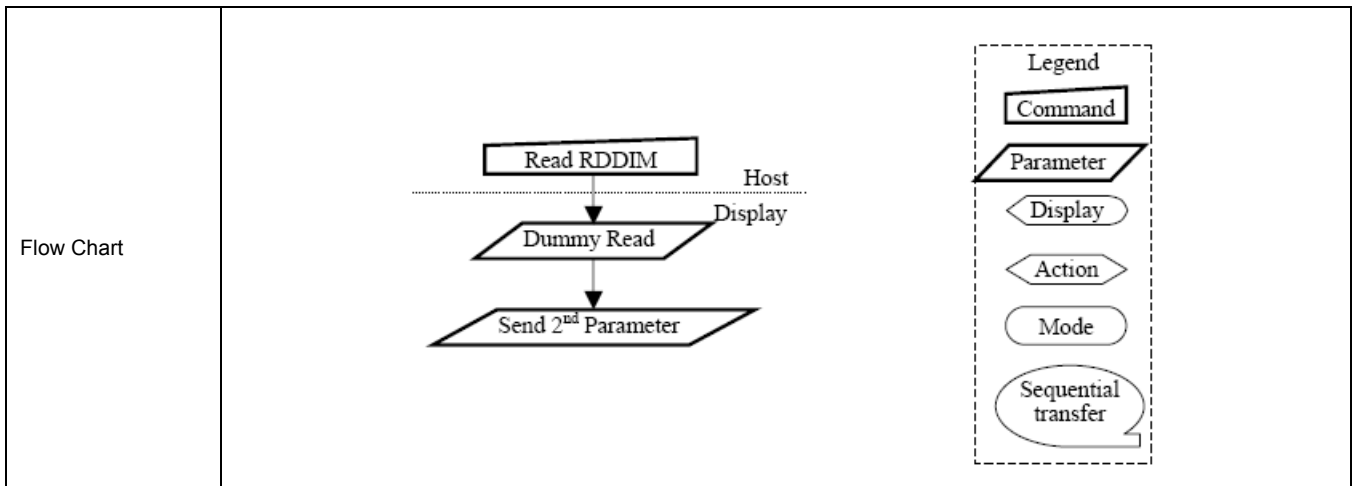 Flow Chart
Read RDDIM
Host
Display
Dummy Read
Send 2nd Parameter
Legend
Command
Parameter
Display
Action
Mode
Sequential
transfer